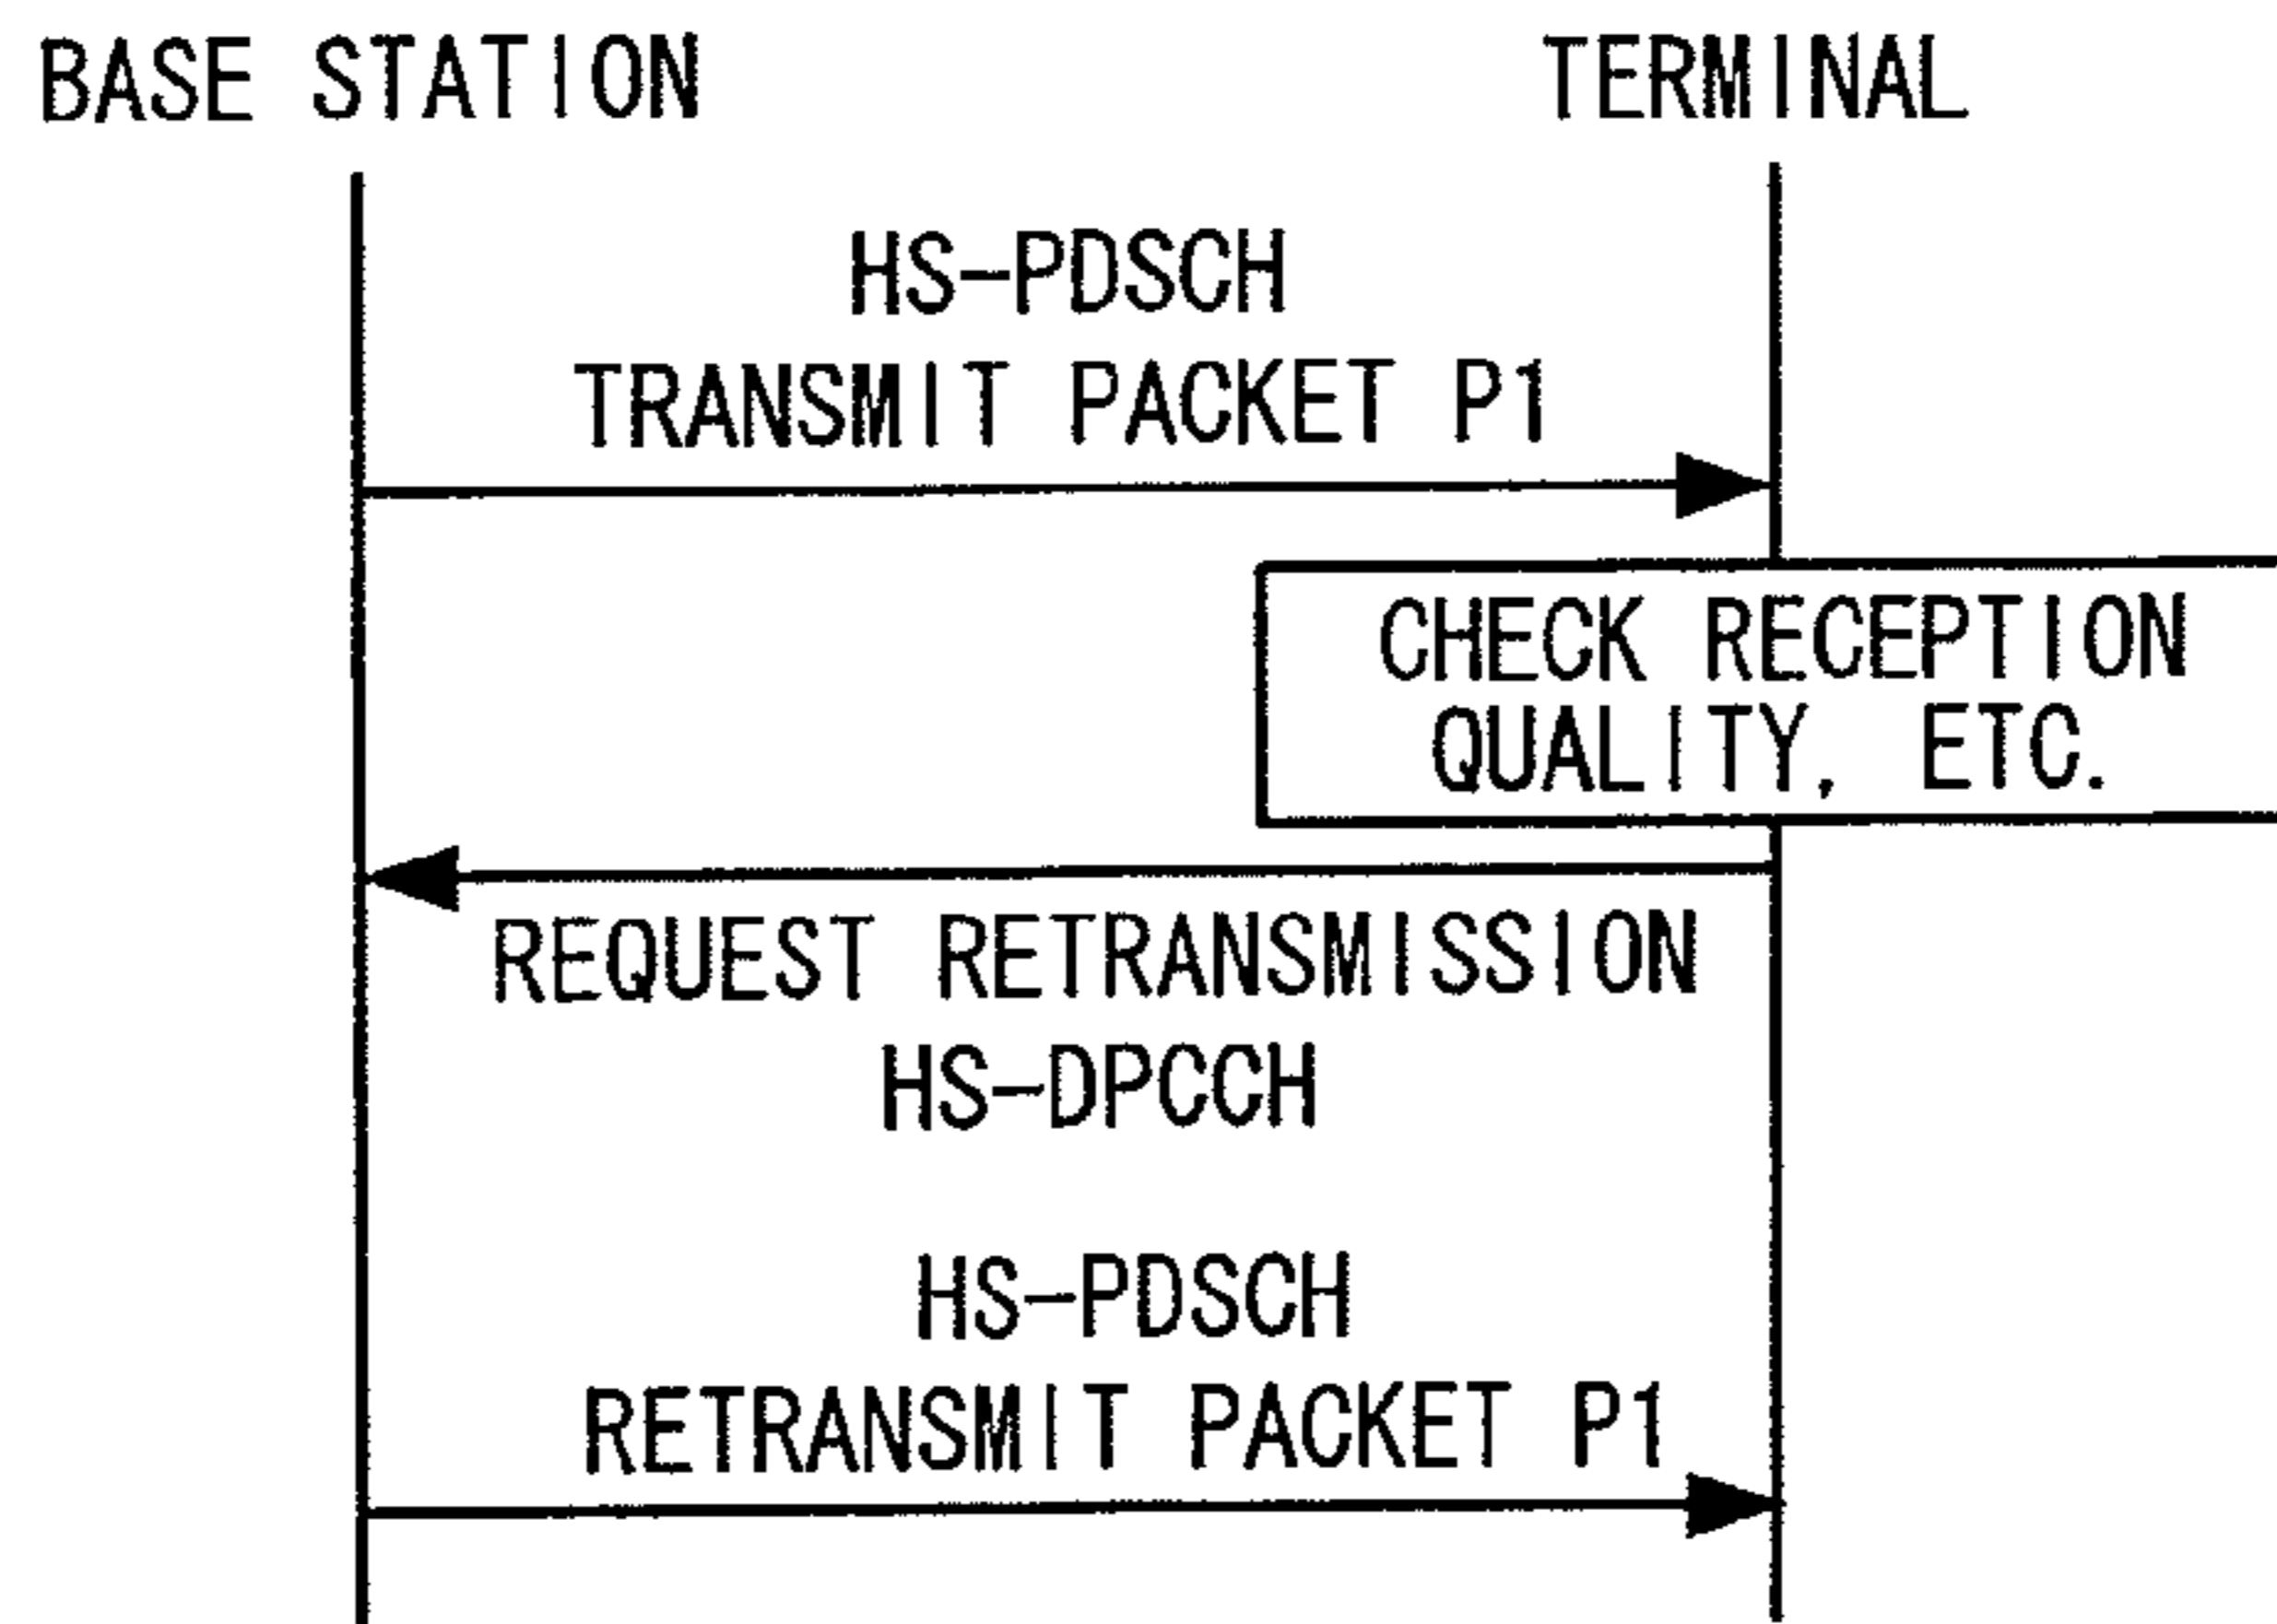 BASE STATION
TERMINAL
HS-PDSCH
TRANSMIT PACKET P1
CHECK RECEPTION
QUALITY, ETC.
REQUEST RETRANSMISSION
HS-DPCCH
HS-PDSCH
RETRANSMIT PACKET P1